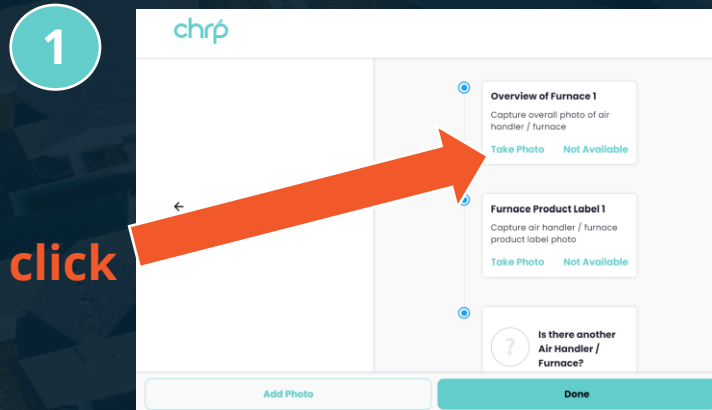 1
chrṕ
Overview of Furnace 1
Capture overall photo of air
handler / furnace
Take Photo Not Available
click
Furnace Product Label 1
Capture air handler / furnace
product label photo
Take Photo Not Available
?
Is there another
Air Handler /
Furnace?
Add Photo
Done